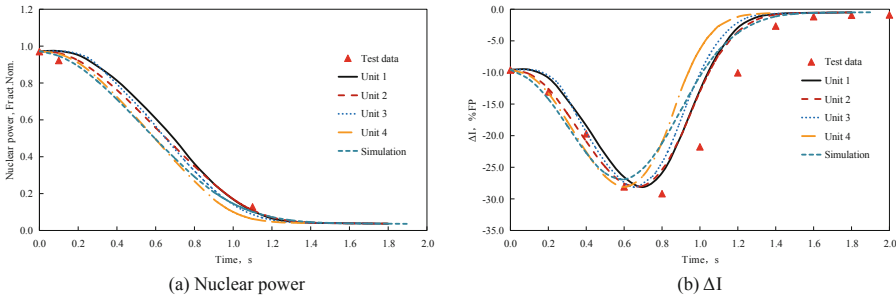 1.2
1.0
0.8
0.6
0.4
0.2
0.0
Nuclear power, Fract.Nom.
0.0 0.2 0.4 0.6 0.8 1.0 1.2 1.4 1.6 1.8 2.0
Time, s
Test data
Unit 1
Unit 2
Unit 3
Unit 4
Simulation
(a) Nuclear power
0.0
-5.0
-10.0
-15.0
-20.0
-25.0
-30.0
-35.0
ΔI, %FP
0.0 0.2 0.4 0.6 0.8 1.0 1.2 1.4 1.6 1.8 2.0
Time, s
Test data
Unit 1
Unit 2
Unit 3
Unit 4
Simulation
(b) ΔI